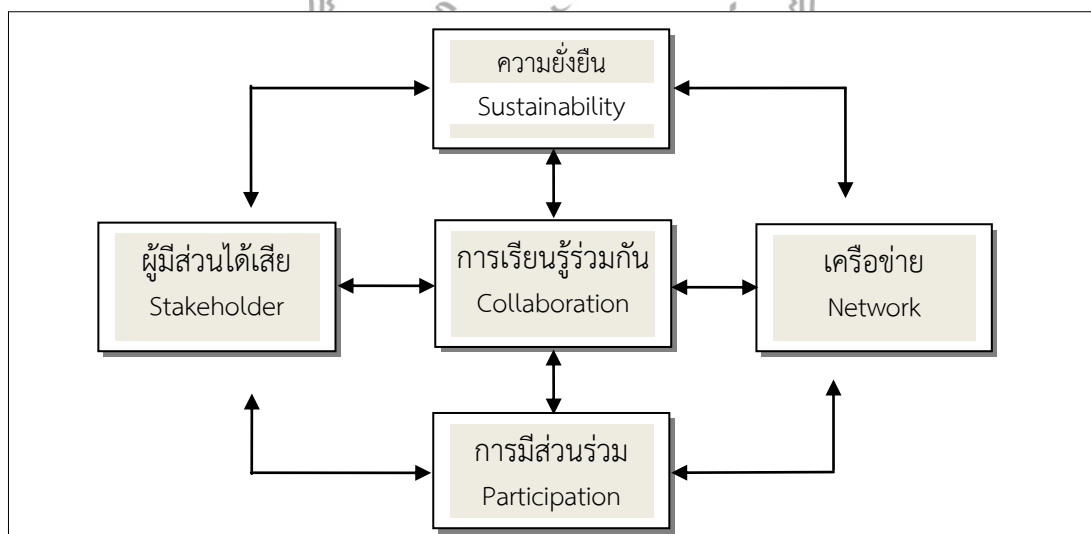 ความยั่งยืน
Sustainability
ผู้มีส่วนได้เสีย
Stakeholder
การเรียนรู้ร่วมกัน
Collaboration
เครือข่าย
Network
การมีส่วนร่วม
Participation